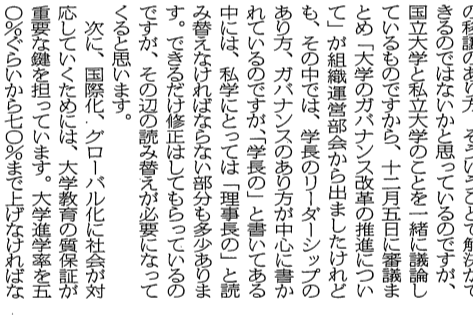 きるのではないかと思っているのですが、
国立大学と私立大学のことを一緒に議論し
ているものですから、十二月五日に審議ま
とめ「大学のガバナンス改革の推進につい
て」が組織運営部会から出ましたけれど
も、その中では、学長のリーダーシップの
あり方、ガバナンスのあり方が中心に書か
れているのですが「学長の」と書いてある
中には、私学にとっては「理事長の」と読
み替えなければならない部分も多少ありま
す。できるだけ修正はしてもらっているの
ですが、その辺の読み替えが必要になって
くると思います。
次に、国際化、グローバル化に社会が対
応していくためには、大学教育の質保証が
重要な鍵を担っています。大学進学率を五
〇％ぐらいから七〇％まで上げなければな